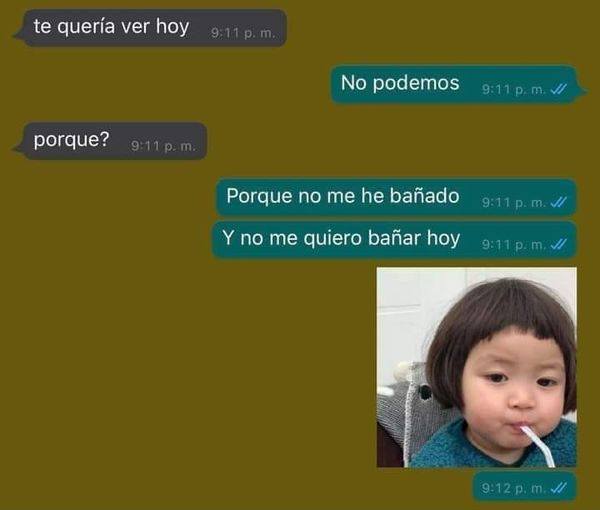 te quería ver hoy 9:11 p. m.
No podemos 9:11 p. m.
porque? 9:11 p. m.
Porque no me he bañado 9:11 p. m.
Y no me quiero bañar hoy 9:11 p. m.
9:12 p. m.